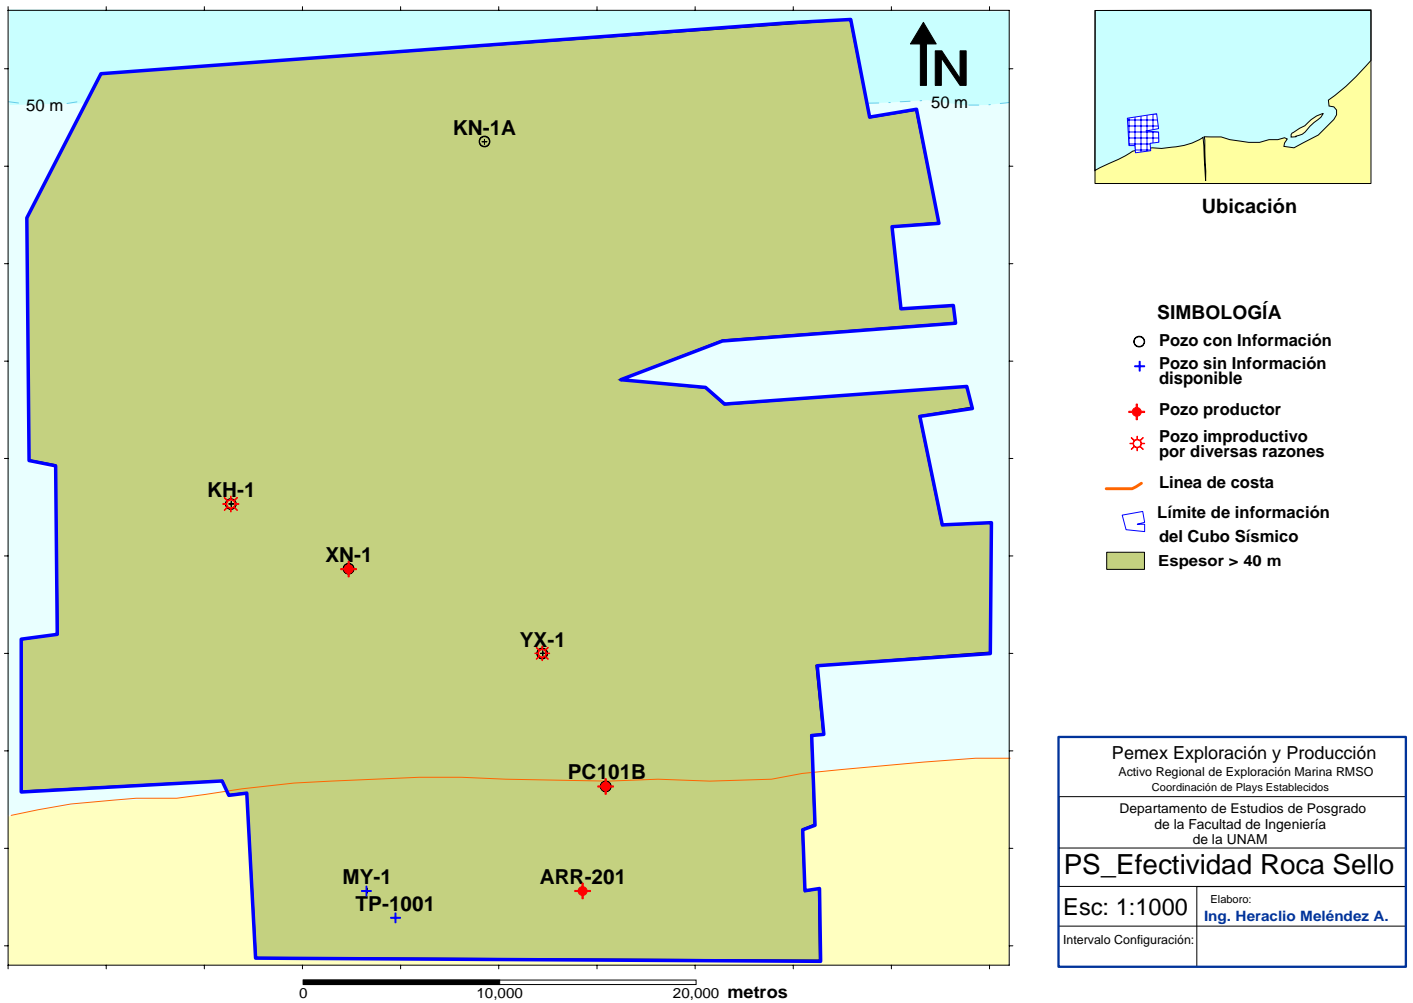 50 m
N
50 m
KN-1A
KH-1
XN-1
YX-1
PC101B
MY-1
TP-1001
ARR-201
0
10,000
20,000
metros
Ubicación
SIMBOLOGÍA
Pozo con Información
Pozo sin Información
disponible
Pozo productor
Pozo improductivo
por diversas razones
Linea de costa
Límite de información
del Cubo Sísmico
Espesor > 40 m
Pemex Exploración y Producción
Activo Regional de Exploración Marina RMSO
Coordinación de Plays Establecidos
Departamento de Estudios de Posgrado
de la Facultad de Ingeniería
de la UNAM
PS_Efectividad Roca Sello
Esc: 1:1000
Elaboro:
Ing. Heraclio Meléndez A.
Intervalo Configuración: